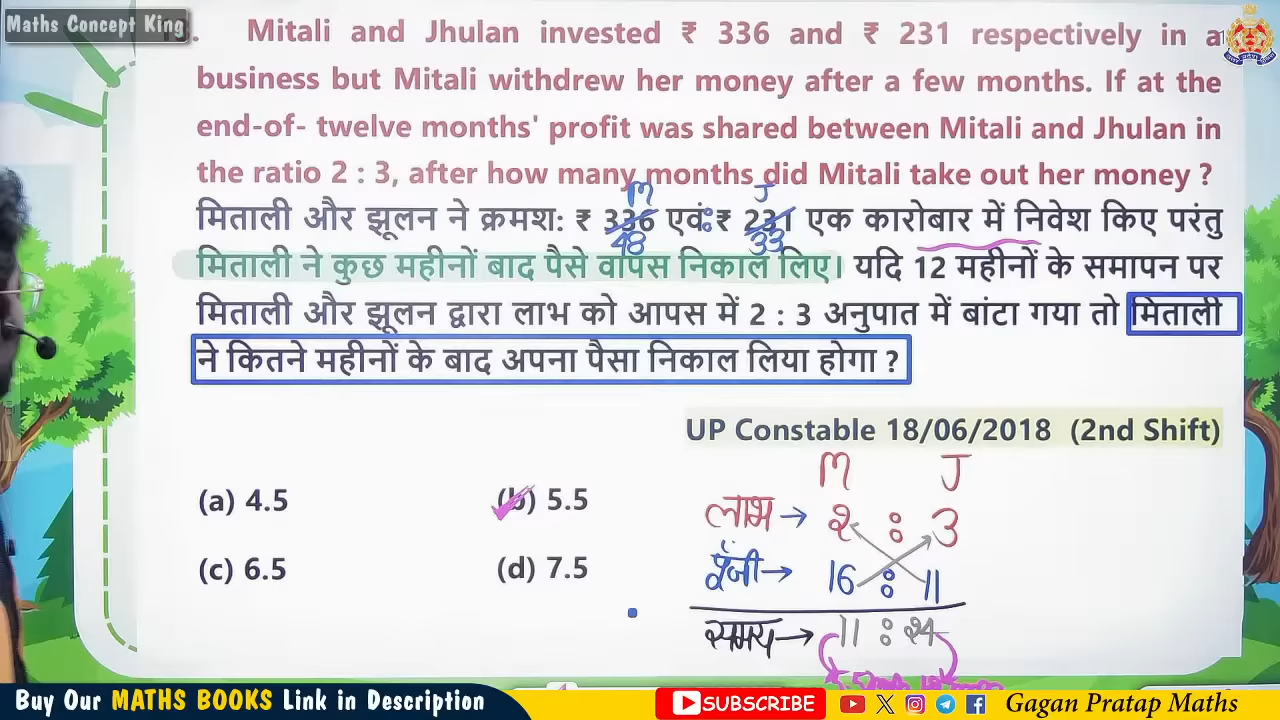 Maths Concept King
. Mitali and Jhulan invested ₹ 336 and ₹ 231 respectively in a
business but Mitali withdrew her money after a few months. If at the
end-of- twelve months' profit was shared between Mitali and Jhulan in
the ratio 2 : 3, after how many months did Mitali take out her money ?
M J
मिताली और झूलन ने क्रमश: ₹ 336 एवं ₹ 231 एक कारोबार में निवेश किए परंतु
48 : 33
मिताली ने कुछ महीनों बाद पैसे वापस निकाल लिए। यदि 12 महीनों के समापन पर
मिताली और झूलन द्वारा लाभ को आपस में 2 : 3 अनुपात में बांटा गया तो मिताली
ने कितने महीनों के बाद अपना पैसा निकाल लिया होगा ?
UP Constable 18/06/2018 (2nd Shift)
(a) 4.5 (b) 5.5
(c) 6.5 (d) 7.5
M J
लाभ → 2 : 3
पूँजी → 16 : 11
समय → 11 : 24
Buy Our MATHS BOOKS Link in Description SUBSCRIBE Gagan Pratap Maths